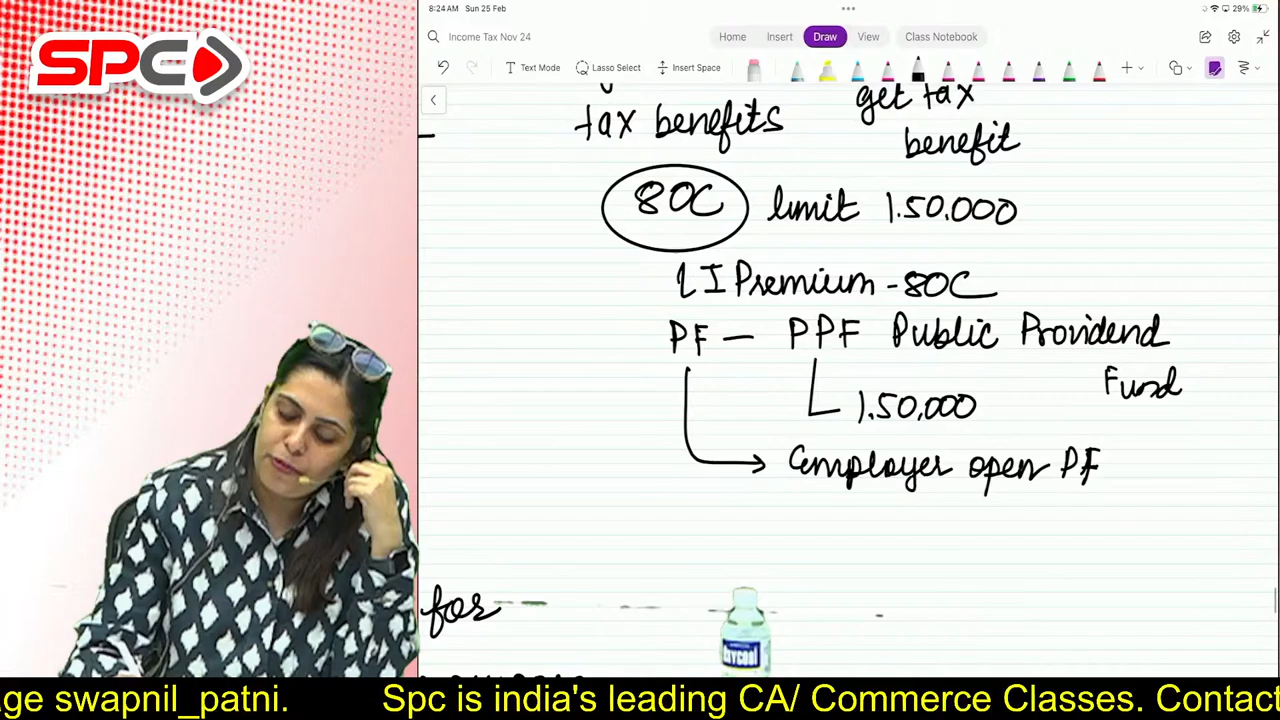 8:24 AM Sun 25 Feb
29%
SPC
Income Tax Nov 24
Home Insert Draw View Class Notebook
Text Mode Lasso Select Insert Space
tax benefits
get tax
benefit
80C limit 1.50.000
LI Premium - 80C
PF — PPF Public Providend
Fund
1.50,000
Employer open PF
for
Oxycool
ge swapnil_patni. Spc is india's leading CA/ Commerce Classes. Contact